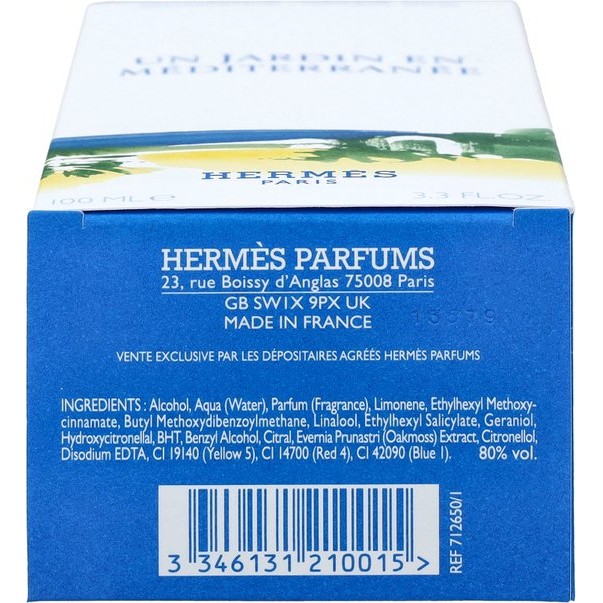 UN JARDIN EN
MÉDITERRANÉE
HERMÈS
PARIS
100 ML e
3.3 FL.OZ
HERMÈS PARFUMS
23, rue Boissy d'Anglas 75008 Paris
GB SW1X 9PX UK
MADE IN FRANCE
13379
VENTE EXCLUSIVE PAR LES DÉPOSITAIRES AGRÉÉS HERMÈS PARFUMS
INGREDIENTS : Alcohol, Aqua (Water), Parfum (Fragrance), Limonene, Ethylhexyl Methoxy-
cinnamate, Butyl Methoxydibenzoylmethane, Linalool, Ethylhexyl Salicylate, Geraniol,
Hydroxycitronellal, BHT, Benzyl Alcohol, Citral, Evernia Prunastri (Oakmoss) Extract, Citronellol,
Disodium EDTA, CI 19140 (Yellow 5), CI 14700 (Red 4), CI 42090 (Blue 1). 80% vol.
3 346131 210015 >
REF 712650/1